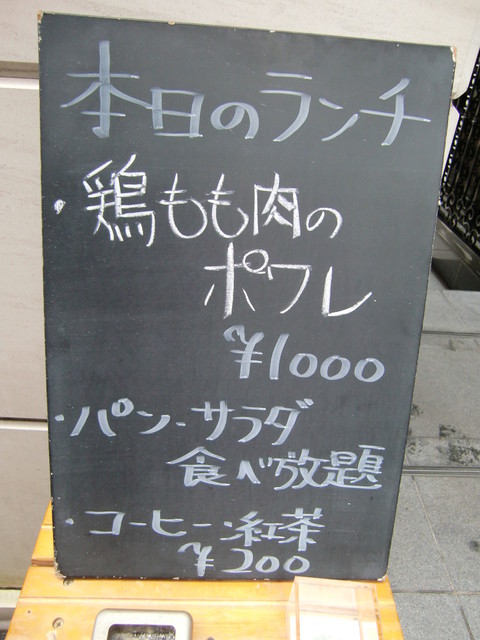 本日のランチ
・鶏もも肉の
ポワレ
¥1000
・パン・サラダ
食べ放題
・コーヒー・紅茶
¥200